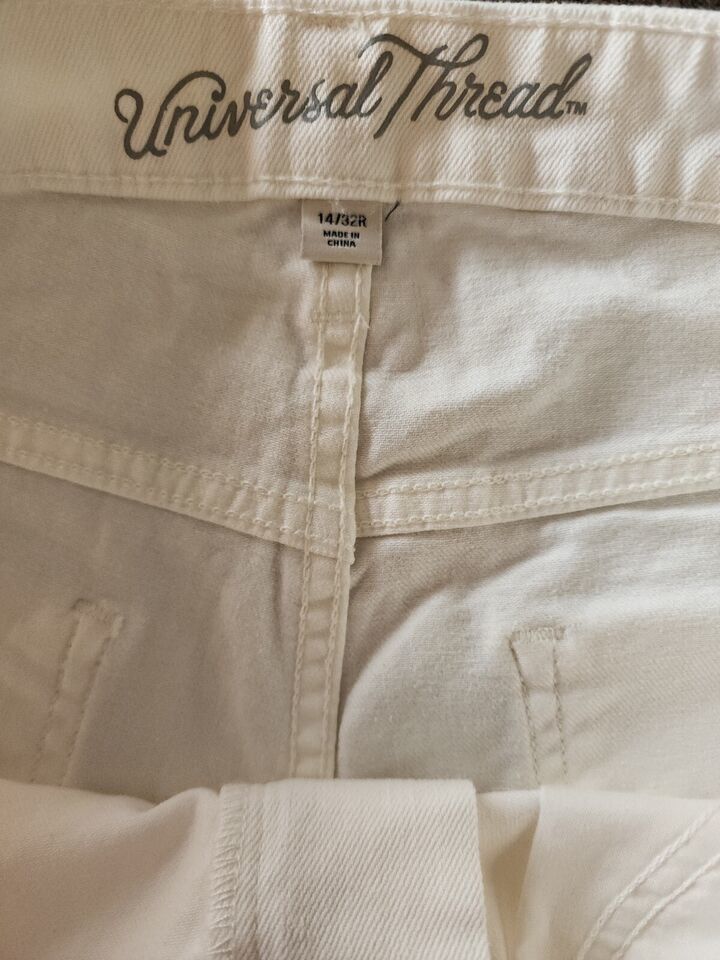 Universal Thread™
14/32R
MADE IN
CHINA